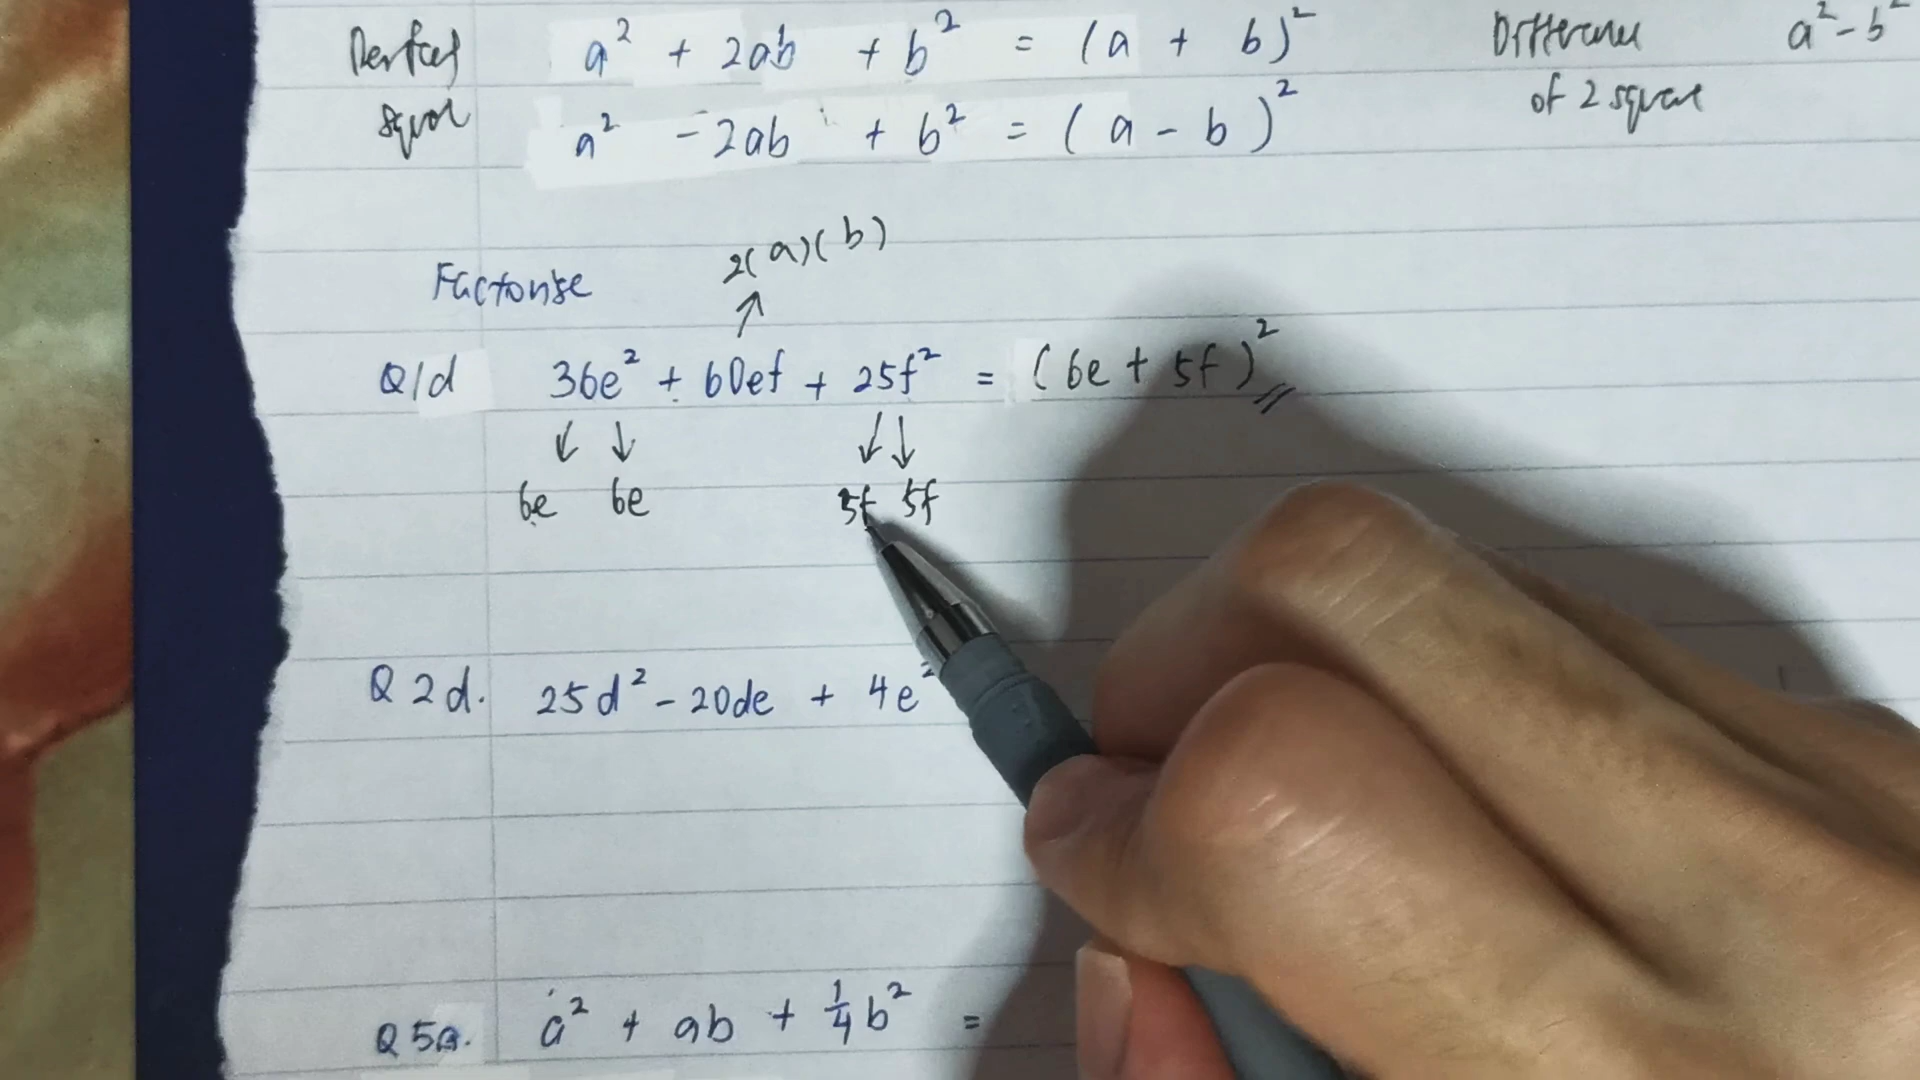 Perfect a² + 2ab + b² = (a + b)² Difference a² - b²
square a² - 2ab + b² = (a - b)² of 2 square
2(a)(b)
Factorise
Q1d 36e² + 60ef + 25f² = (6e + 5f)²
6e 6e 5f 5f
Q2d. 25d² - 20de + 4e²
Q5a. a² + ab + ¼b² =